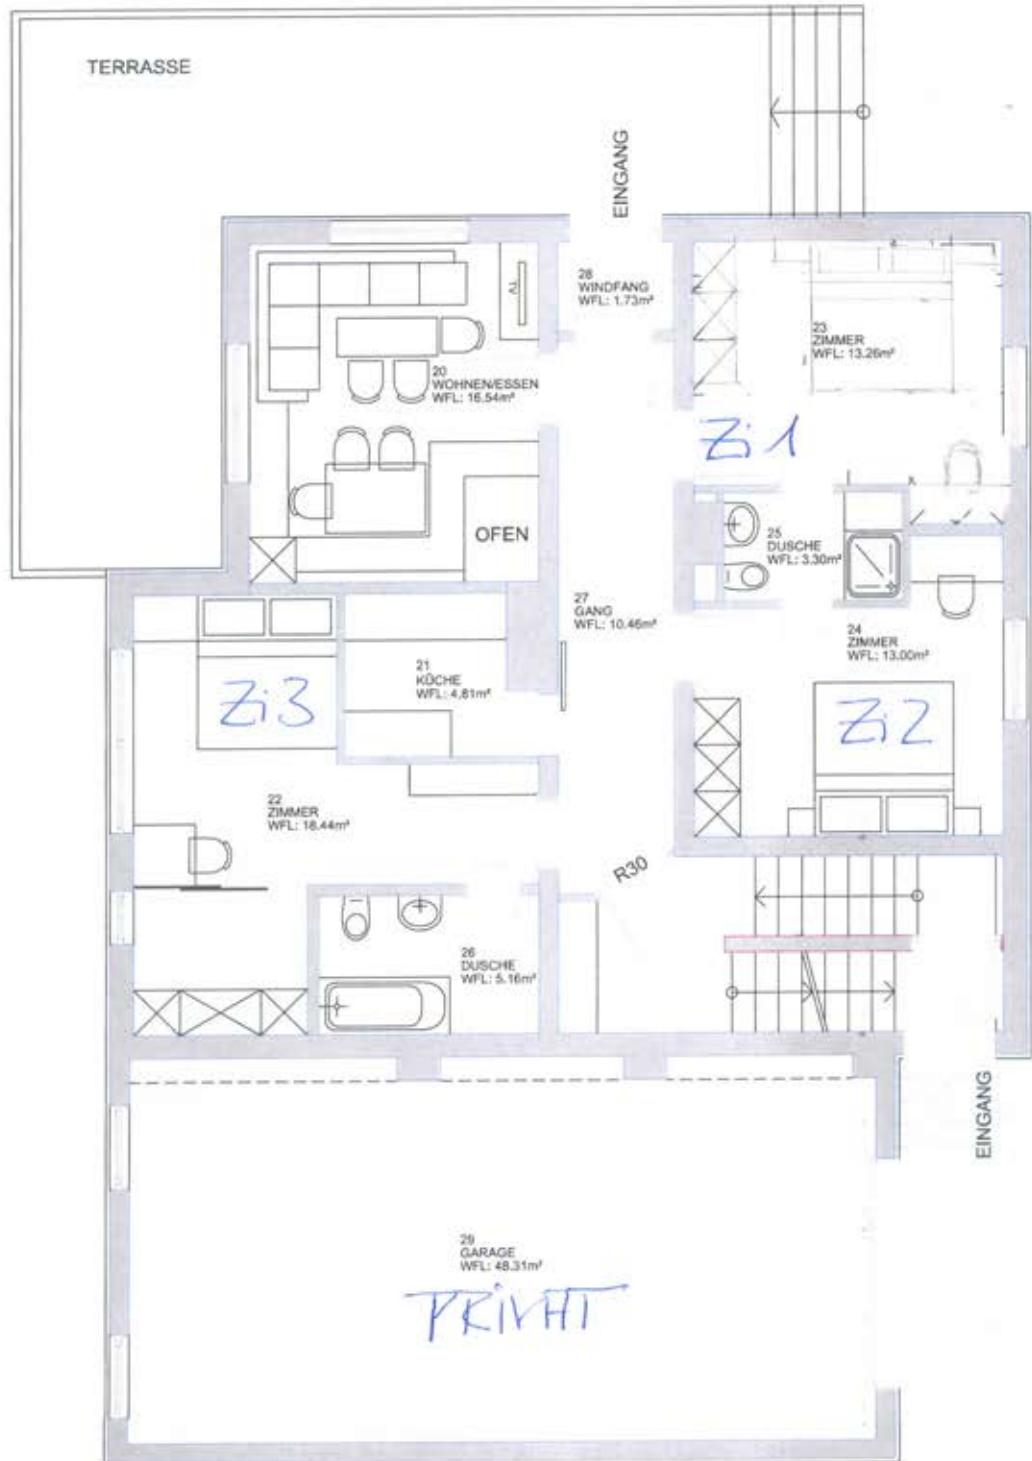 TERRASSE
EINGANG
28
WINDFANG
WFL: 1.73m²
TV
23
ZIMMER
WFL: 13.26m²
20
WOHNEN/ESSEN
WFL: 16.54m²
Zi 1
OFEN
25
DUSCHE
WFL: 3.30m²
27
GANG
WFL: 10.46m²
24
ZIMMER
WFL: 13.00m²
21
KÜCHE
WFL: 4.81m²
Zi 3
Zi 2
22
ZIMMER
WFL: 18.44m²
R30
26
DUSCHE
WFL: 5.16m²
EINGANG
29
GARAGE
WFL: 48.31m²
PRIVAT